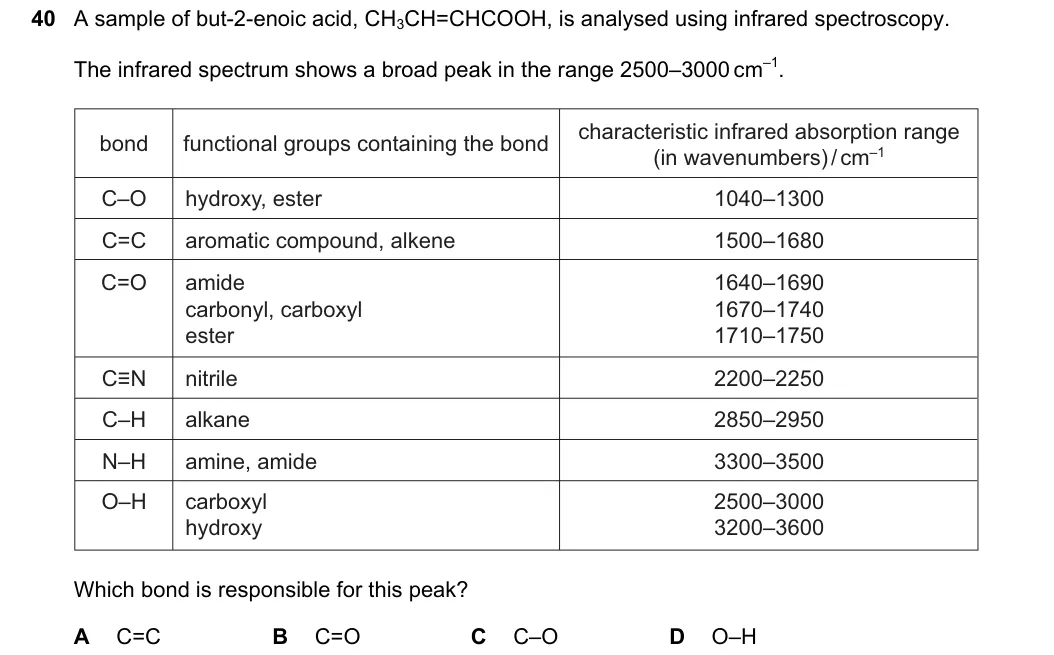 40 A sample of but-2-enoic acid, CH₃CH=CHCOOH, is analysed using infrared spectroscopy.
The infrared spectrum shows a broad peak in the range 2500–3000 cm⁻¹.
bond functional groups containing the bond characteristic infrared absorption range
(in wavenumbers) / cm⁻¹
C–O hydroxy, ester 1040–1300
C=C aromatic compound, alkene 1500–1680
C=O amide 1640–1690
carbonyl, carboxyl 1670–1740
ester 1710–1750
C≡N nitrile 2200–2250
C–H alkane 2850–2950
N–H amine, amide 3300–3500
O–H carboxyl 2500–3000
hydroxy 3200–3600
Which bond is responsible for this peak?
A C=C B C=O C C–O D O–H